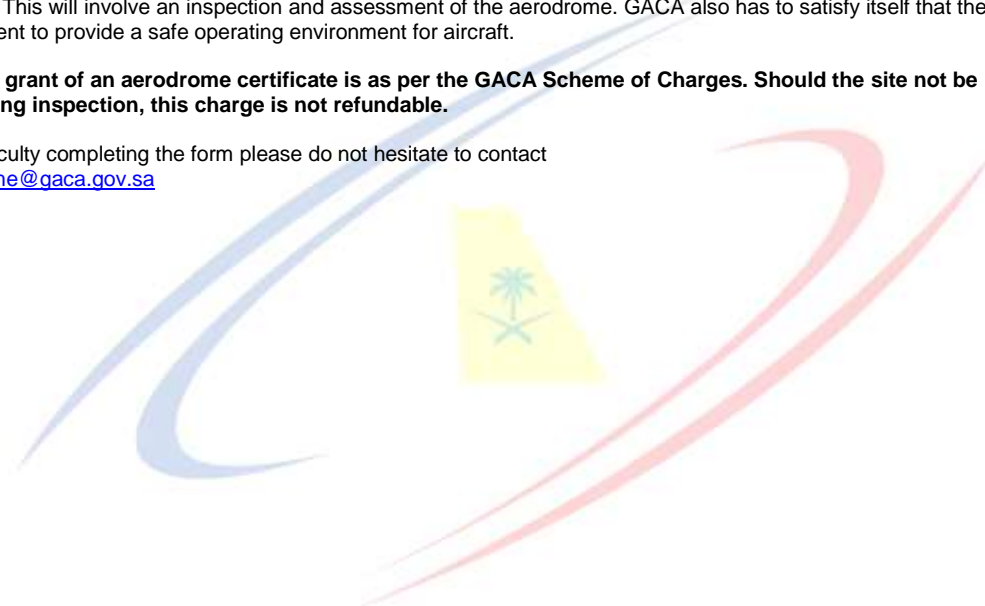 This will involve an inspection and assessment of the aerodrome. GACA also has to satisfy itself that the
ent to provide a safe operating environment for aircraft.
grant of an aerodrome certificate is as per the GACA Scheme of Charges. Should the site not be
ng inspection, this charge is not refundable.
culty completing the form please do not hesitate to contact
ne@gaca.gov.sa